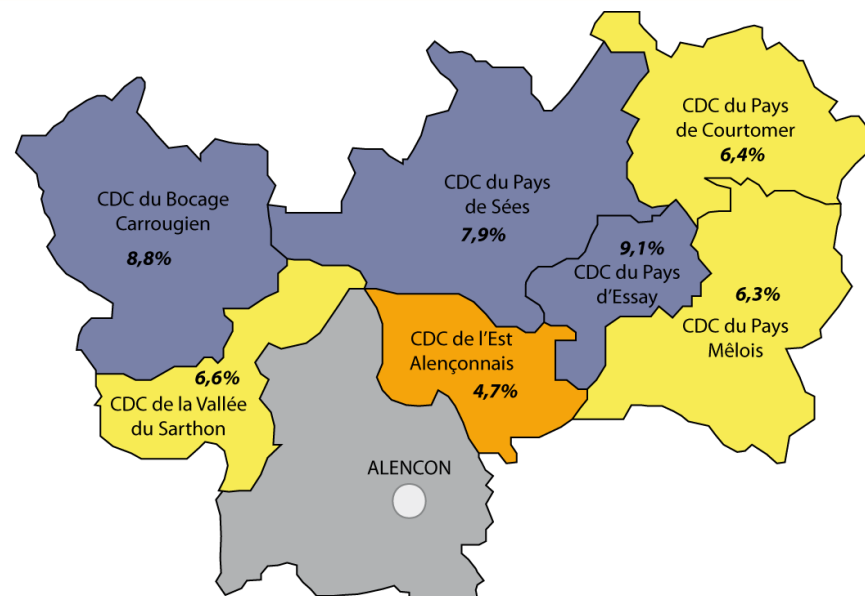 CDC du Pays
de Courtomer
6,4%
CDC du Bocage
Carrougien
8,8%
CDC du Pays
de Sées
7,9%
9,1%
CDC du Pays
d'Essay
6,3%
CDC du Pays
Mêlois
CDC de l'Est
Alençonnais
4,7%
6,6%
CDC de la Vallée
du Sarthon
ALENCON